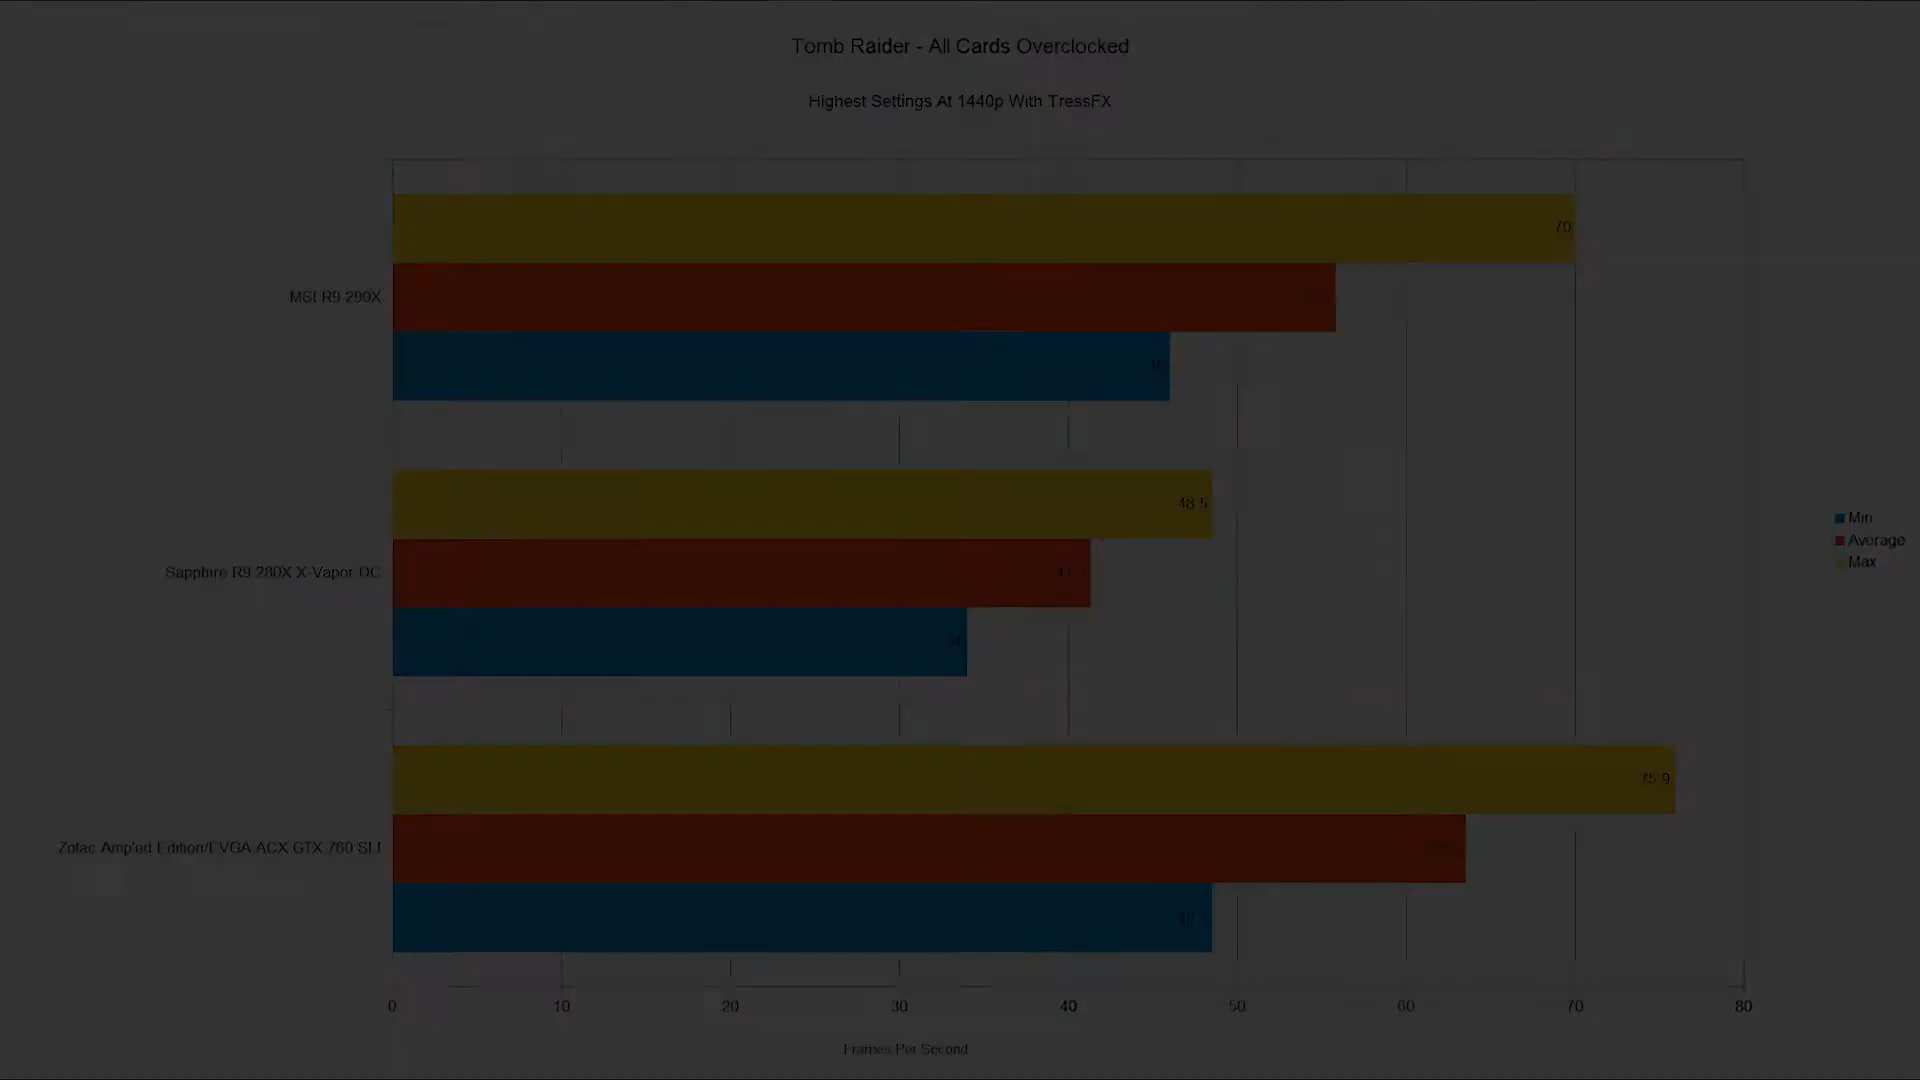 Tomb Raider - All Cards Overclocked
Highest Settings At 1440p With TressFX
70
MSI R9 290X
48.5
Sapphire R9 280X X-Vapor OC
Min
Average
Max
75.9
Zotac Amp'ed Edition/EVGA ACX GTX 760 SLI
0 10 20 30 40 50 60 70 80
Frames Per Second